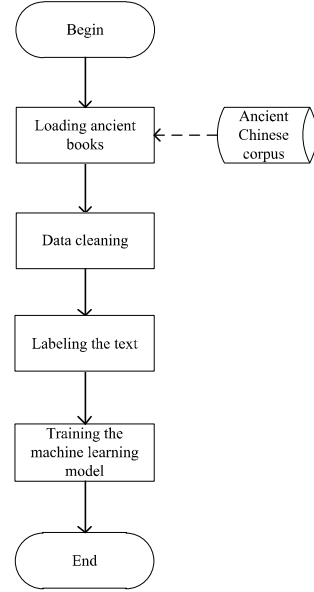 Begin
Loading ancient
books
Ancient
Chinese
corpus
Data cleaning
Labeling the text
Training the
machine learning
model
End